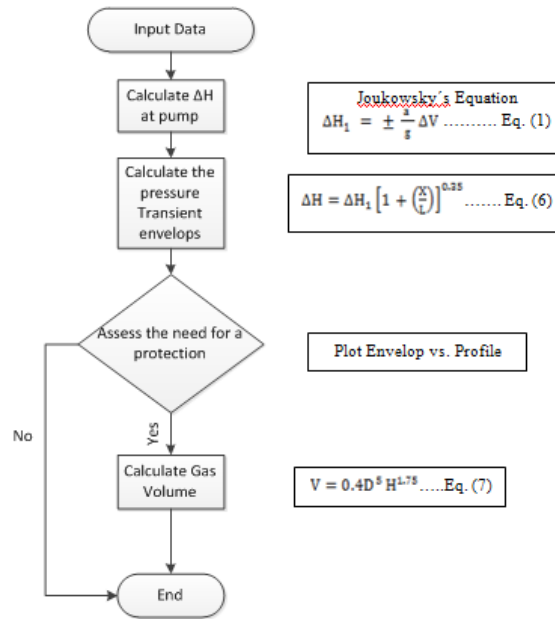 Input Data
Calculate ΔH
at pump
Joukowsky´s Equation
ΔH₁ = ± a/g ΔV .......... Eq. (1)
Calculate the
pressure
Transient
envelops
ΔH = ΔH₁ [1 + (X/L)]^0.35 ....... Eq. (6)
Assess the need for a
protection
Plot Envelop vs. Profile
No
Yes
Calculate Gas
Volume
V = 0.4D⁵ H^1.75 .....Eq. (7)
End